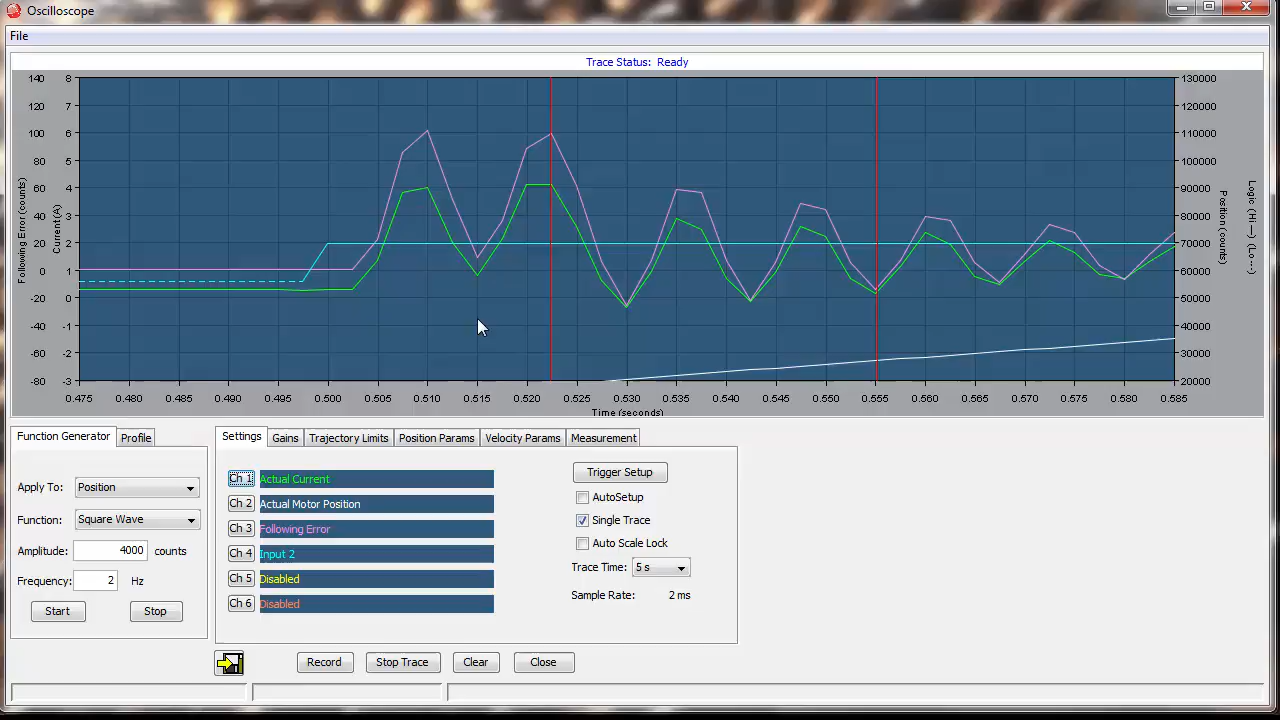 Oscilloscope
File
Trace Status: Ready
140 8 130000
120 7 120000
100 6 110000
80 5 100000
60 4 90000
40 3 80000
20 2 70000
0 1 60000
-20 0 50000
-40 -1 40000
-60 -2 30000
-80 -3 20000
Following Error (counts)
Current (A)
Position (counts)
Logic (Hi —) (Lo --)
0.475 0.480 0.485 0.490 0.495 0.500 0.505 0.510 0.515 0.520 0.525 0.530 0.535 0.540 0.545 0.550 0.555 0.560 0.565 0.570 0.575 0.580 0.585
Time (seconds)
Function Generator Profile
Apply To: Position
Function: Square Wave
Amplitude: 4000 counts
Frequency: 2 Hz
Start Stop
Settings Gains Trajectory Limits Position Params Velocity Params Measurement
Ch 1 Actual Current
Ch 2 Actual Motor Position
Ch 3 Following Error
Ch 4 Input 2
Ch 5 Disabled
Ch 6 Disabled
Trigger Setup
AutoSetup
Single Trace
Auto Scale Lock
Trace Time: 5 s
Sample Rate: 2 ms
Record Stop Trace Clear Close